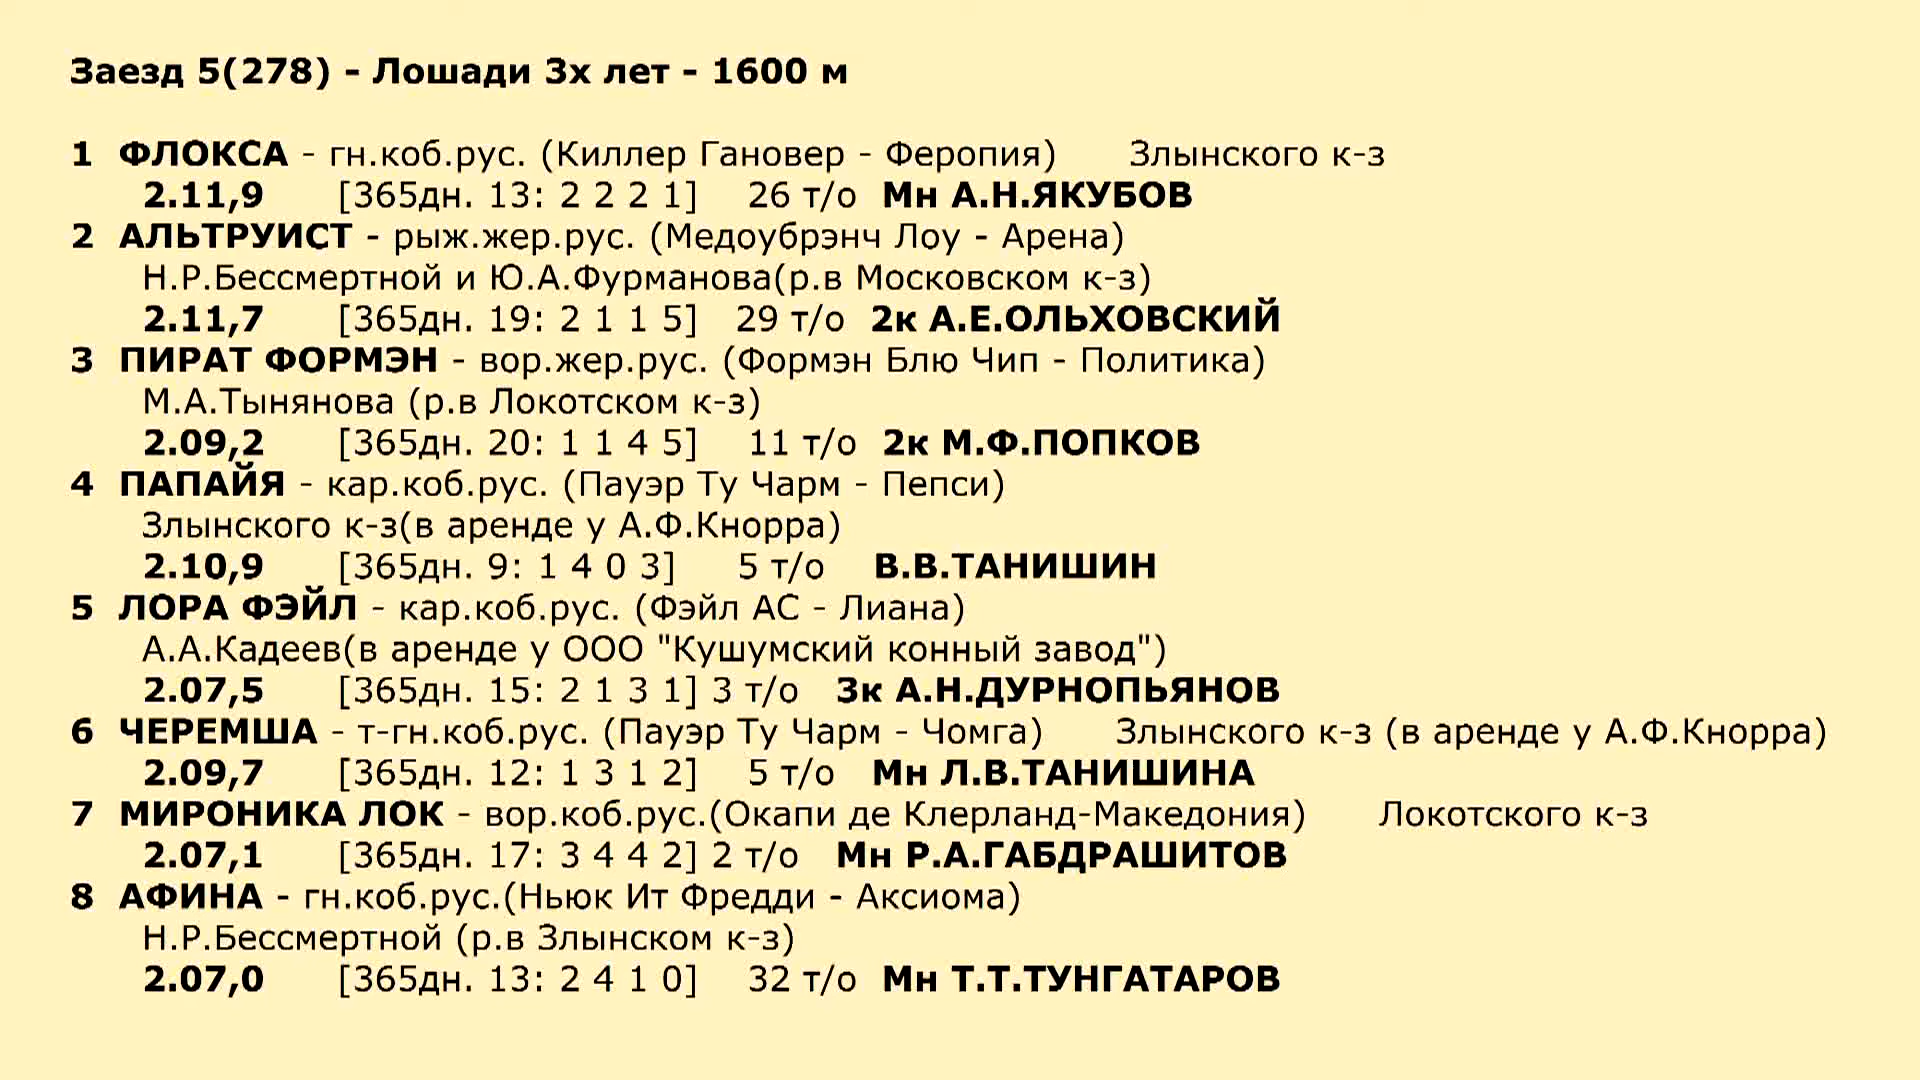 Заезд 5(278) - Лошади 3х лет - 1600 м
1 ФЛОКСА - гн.коб.рус. (Киллер Гановер - Феропия) Злынского к-з
2.11,9 [365дн. 13: 2 2 2 1] 26 т/о Мн А.Н.ЯКУБОВ
2 АЛЬТРУИСТ - рыж.жер.рус. (Медоубрэнч Лоу - Арена)
Н.Р.Бессмертной и Ю.А.Фурманова(р.в Московском к-з)
2.11,7 [365дн. 19: 2 1 1 5] 29 т/о 2к А.Е.ОЛЬХОВСКИЙ
3 ПИРАТ ФОРМЭН - вор.жер.рус. (Формэн Блю Чип - Политика)
М.А.Тынянова (р.в Локотском к-з)
2.09,2 [365дн. 20: 1 1 4 5] 11 т/о 2к М.Ф.ПОПКОВ
4 ПАПАЙЯ - кар.коб.рус. (Пауэр Ту Чарм - Пепси)
Злынского к-з(в аренде у А.Ф.Кнорра)
2.10,9 [365дн. 9: 1 4 0 3] 5 т/о В.В.ТАНИШИН
5 ЛОРА ФЭЙЛ - кар.коб.рус. (Фэйл АС - Лиана)
А.А.Кадеев(в аренде у ООО "Кушумский конный завод")
2.07,5 [365дн. 15: 2 1 3 1] 3 т/о 3к А.Н.ДУРНОПЬЯНОВ
6 ЧЕРЕМША - т-гн.коб.рус. (Пауэр Ту Чарм - Чомга) Злынского к-з (в аренде у А.Ф.Кнорра)
2.09,7 [365дн. 12: 1 3 1 2] 5 т/о Мн Л.В.ТАНИШИНА
7 МИРОНИКА ЛОК - вор.коб.рус.(Окапи де Клерланд-Македония) Локотского к-з
2.07,1 [365дн. 17: 3 4 4 2] 2 т/о Мн Р.А.ГАБДРАШИТОВ
8 АФИНА - гн.коб.рус.(Ньюк Ит Фредди - Аксиома)
Н.Р.Бессмертной (р.в Злынском к-з)
2.07,0 [365дн. 13: 2 4 1 0] 32 т/о Мн Т.Т.ТУНГАТАРОВ